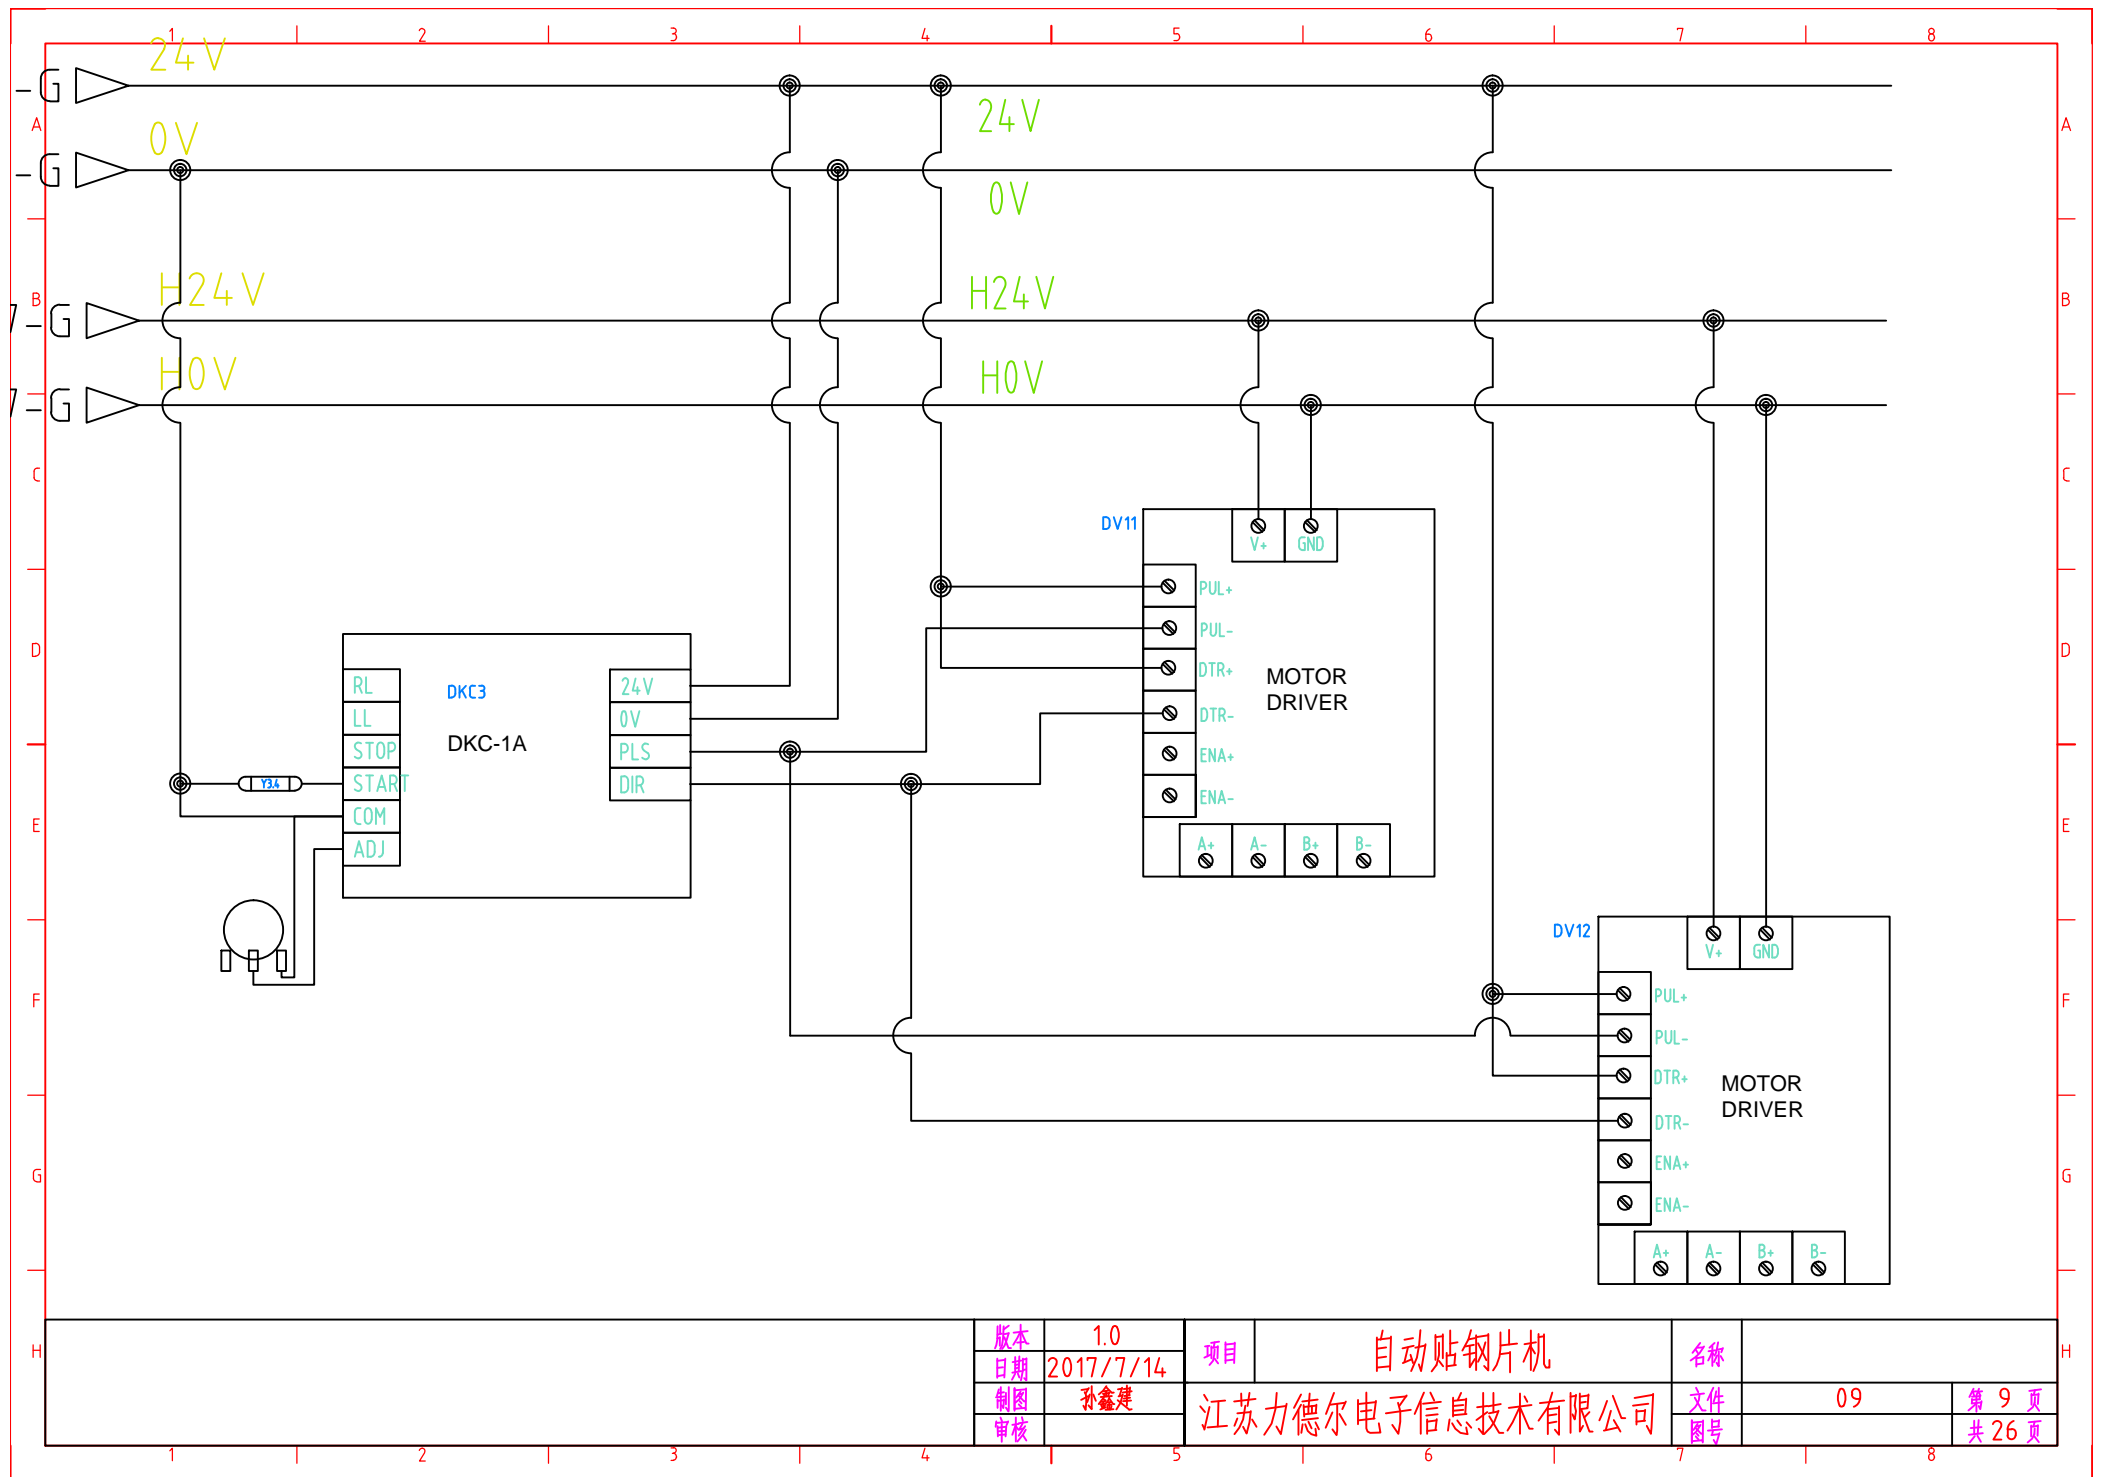 1 2 3 4 5 6 7 8
24V
-G
A A
24V
0V
-G
0V
B B
H24V
H24V
-G
H0V
H0V
-G
C C
DV11
V+ GND
PUL+
PUL-
DTR+
DTR-
ENA+
ENA-
MOTOR
DRIVER
A+ A- B+ B-
D D
RL
LL
STOP
START
COM
ADJ
DKC3
DKC-1A
24V
0V
PLS
DIR
Y3.4
E E
DV12
V+ GND
PUL+
PUL-
DTR+
DTR-
ENA+
ENA-
MOTOR
DRIVER
A+ A- B+ B-
F F
G G
H H
版本 1.0
日期 2017/7/14
制图 孙鑫建
审核
项目 自动贴钢片机
江苏力德尔电子信息技术有限公司
名称
文件 09
图号
第 9 页
共 26 页
1 2 3 4 5 6 7 8